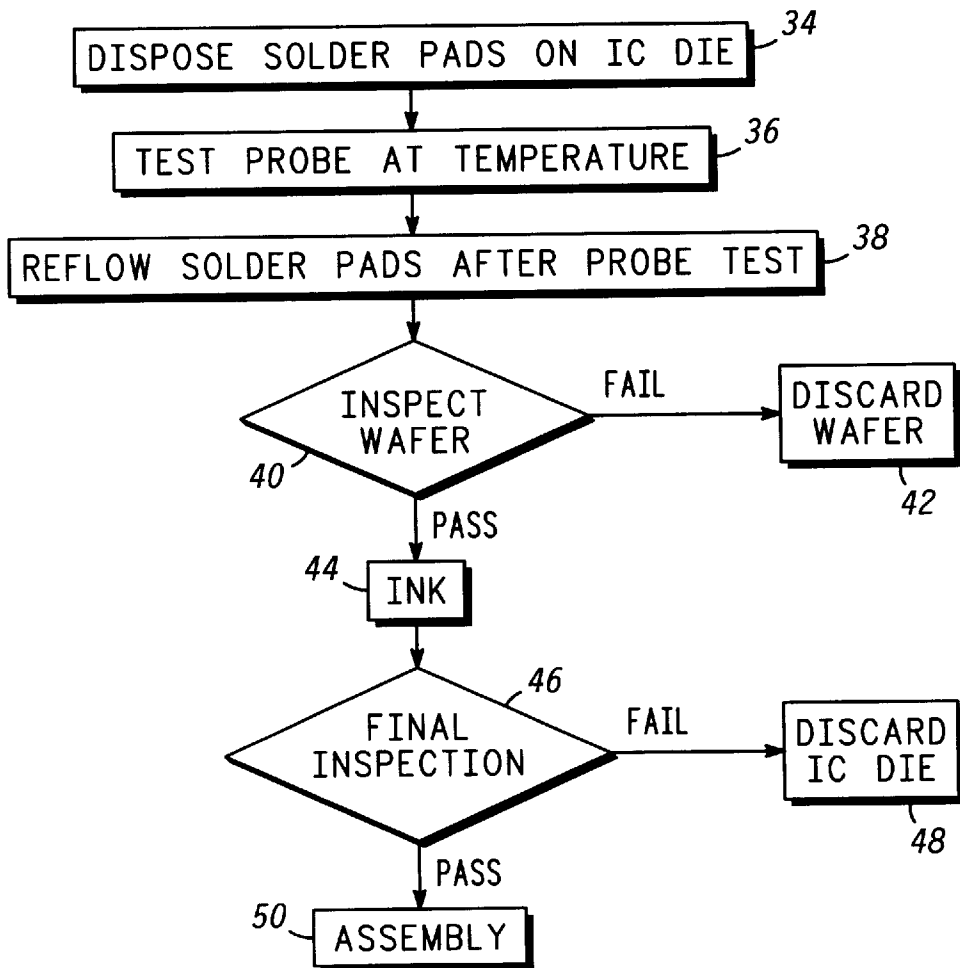 DISPOSE SOLDER PADS ON IC DIE
34
TEST PROBE AT TEMPERATURE
36
REFLOW SOLDER PADS AFTER PROBE TEST
38
INSPECT
WAFER
40
FAIL
DISCARD
WAFER
42
PASS
44
INK
46
FINAL
INSPECTION
FAIL
DISCARD
IC DIE
48
PASS
50
ASSEMBLY